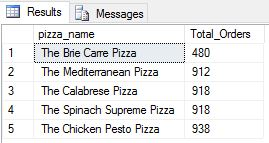 Results Messages
pizza_name Total_Orders
1 The Brie Carre Pizza 480
2 The Mediterranean Pizza 912
3 The Calabrese Pizza 918
4 The Spinach Supreme Pizza 918
5 The Chicken Pesto Pizza 938